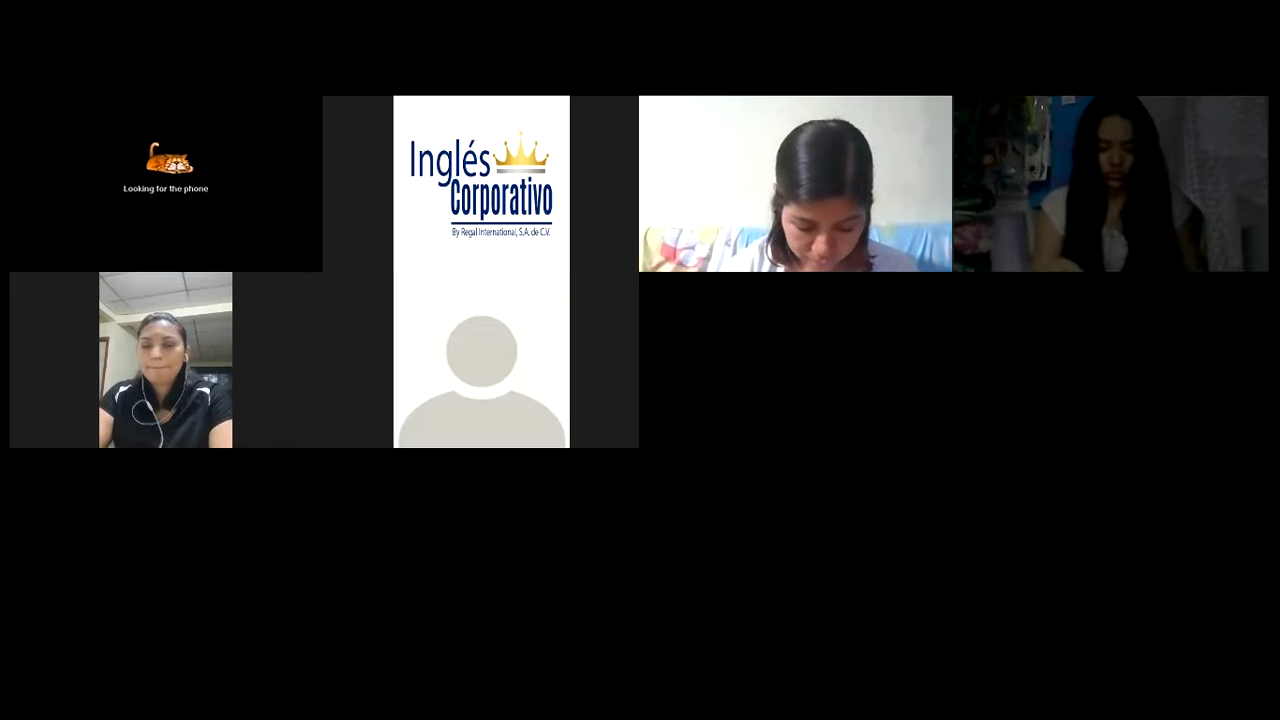 Looking for the phone
Inglés
Corporativo
By Regal International, S.A. de C.V.